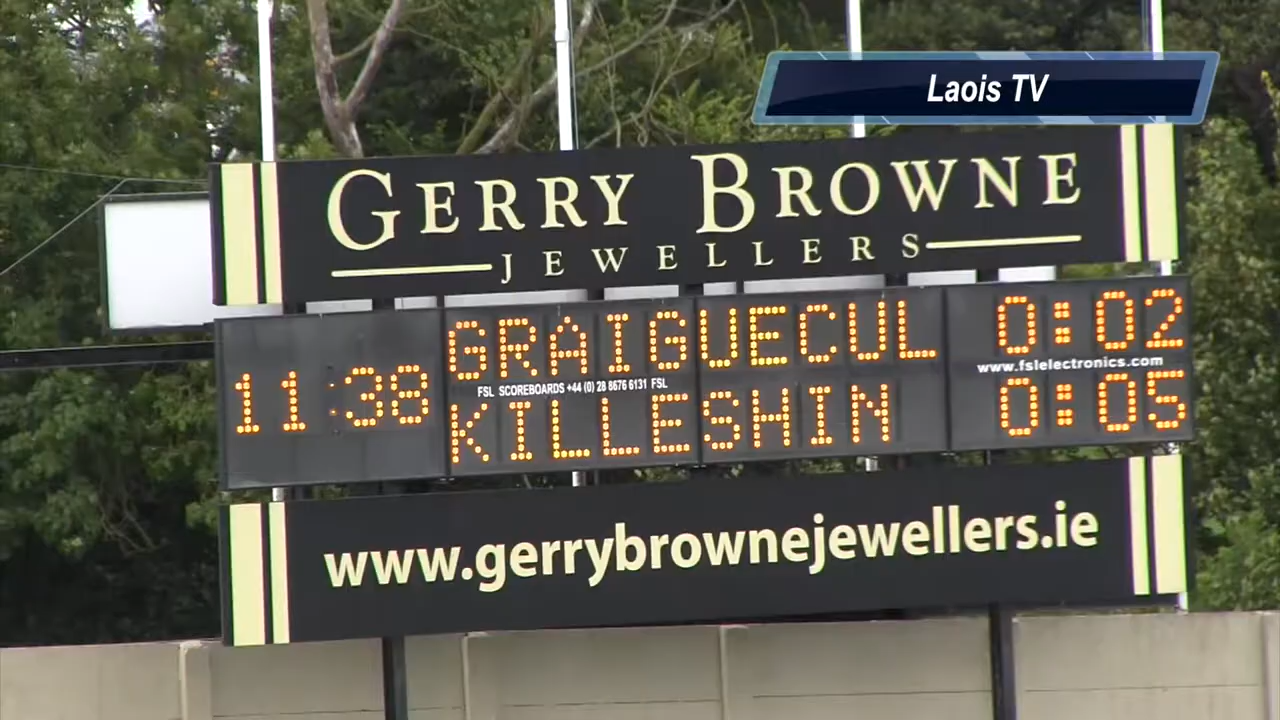 Laois TV
GERRY BROWNE
JEWELLERS
GRAIGUECUL 0:02
www.fslelectronics.com
11:38
FSL SCOREBOARDS +44 (0) 28 8676 6131 FSL
KILLESHIN 0:05
www.gerrybrownejewellers.ie